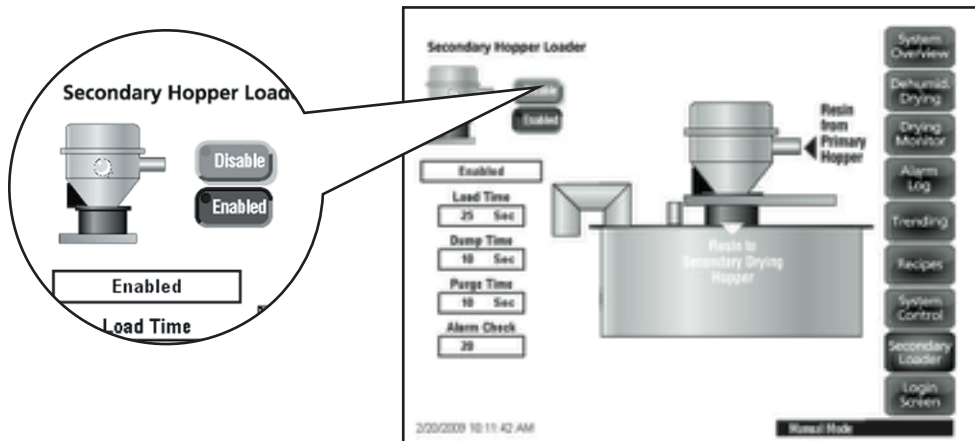 Secondary Hopper Load
Disable
Enabled
Enabled
Load Time
Secondary Hopper Loader
Enabled
Enabled
Load Time
25 Sec
Dump Time
10 Sec
Purge Time
10 Sec
Alarm Check
20
Resin
from
Primary
Hopper
Resin to
Secondary Drying
Hopper
System
Overview
Dehumid.
Drying
Drying
Monitor
Alarm
Log
Trending
Recipes
System
Control
Secondary
Loader
Login
Screen
2/20/2009 10:11:42 AM
Manual Mode